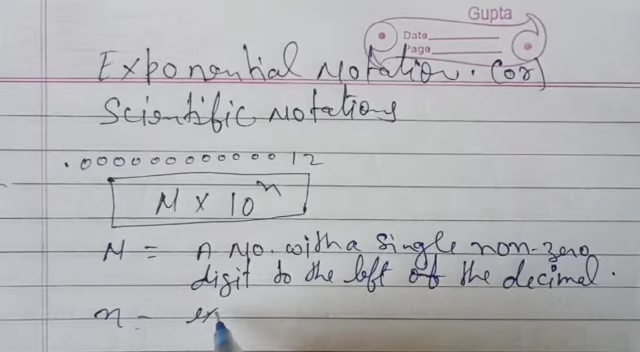 Gupta
Date
Page
Exponential Notation. (or)
Scientific Notations
.000000000000012
N × 10ⁿ
N = A No. with a single non-zero
digit to the left of the decimal.
n = ex